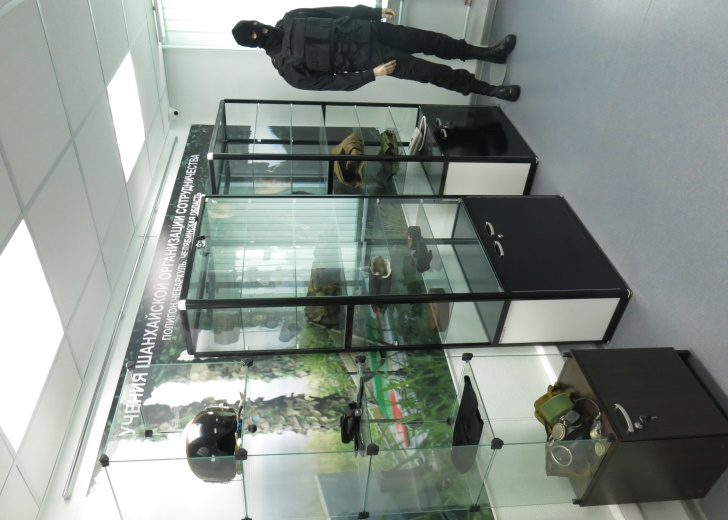 УЧЕНИЯ ШАНХАЙСКОЙ ОРГАНИЗАЦИИ СОТРУДНИЧЕСТВА
ПОЛИГОН ЧЕБАРКУЛЬ, ЧЕЛЯБИНСКАЯ ОБЛАСТЬ